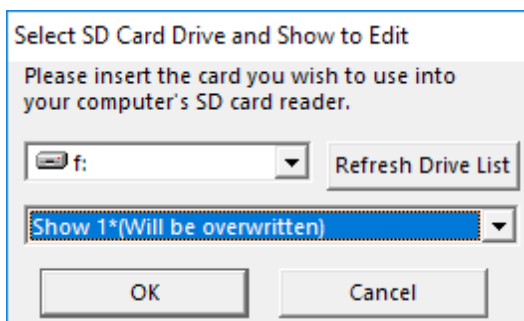 Select SD Card Drive and Show to Edit
Please insert the card you wish to use into
your computer's SD card reader.
f:
Refresh Drive List
Show 1*(Will be overwritten)
OK
Cancel